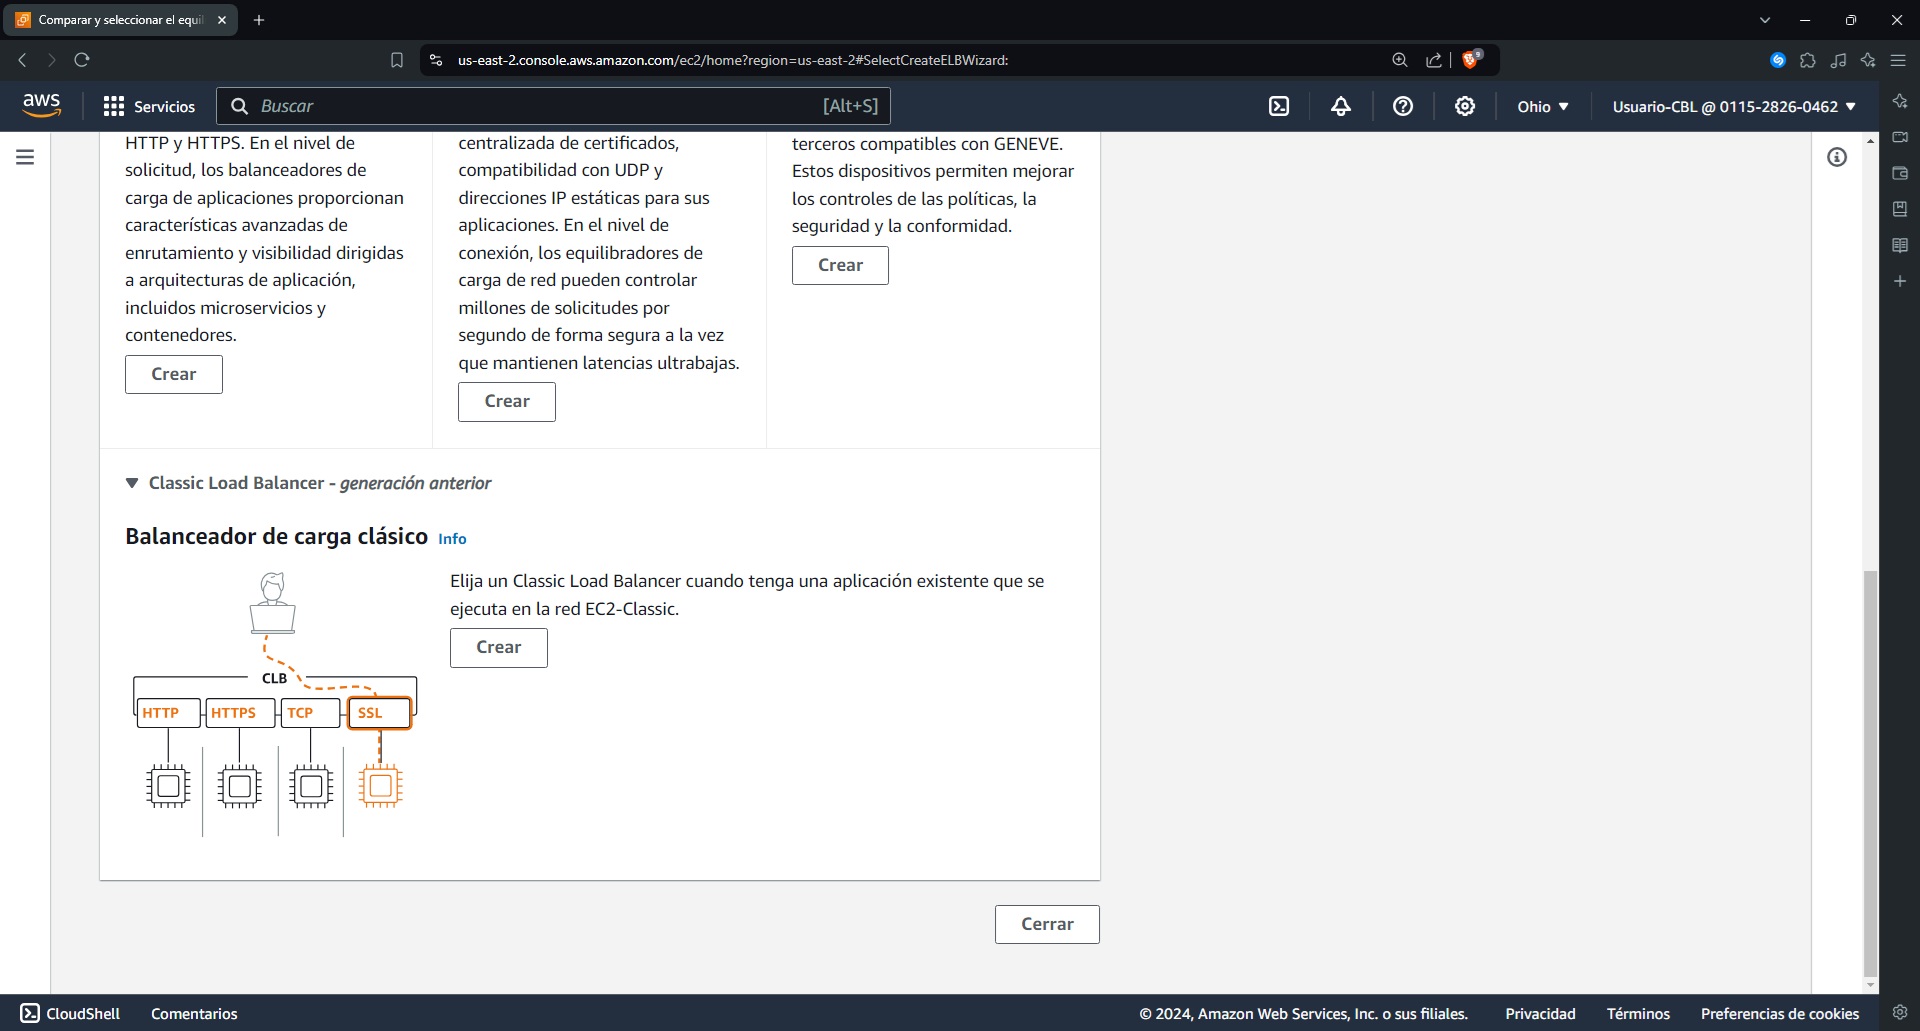 Comparar y seleccionar el equi
us-east-2.console.aws.amazon.com/ec2/home?region=us-east-2#SelectCreateELBWizard:
9
aws
Servicios
Buscar
[Alt+S]
Ohio
Usuario-CBL @ 0115-2826-0462
HTTP y HTTPS. En el nivel de
solicitud, los balanceadores de
carga de aplicaciones proporcionan
características avanzadas de
enrutamiento y visibilidad dirigidas
a arquitecturas de aplicación,
incluidos microservicios y
contenedores.
Crear
centralizada de certificados,
compatibilidad con UDP y
direcciones IP estáticas para sus
aplicaciones. En el nivel de
conexión, los equilibradores de
carga de red pueden controlar
millones de solicitudes por
segundo de forma segura a la vez
que mantienen latencias ultrabajas.
Crear
terceros compatibles con GENEVE.
Estos dispositivos permiten mejorar
los controles de las políticas, la
seguridad y la conformidad.
Crear
Classic Load Balancer - generación anterior
Balanceador de carga clásico Info
Elija un Classic Load Balancer cuando tenga una aplicación existente que se
ejecuta en la red EC2-Classic.
Crear
CLB
HTTP HTTPS TCP SSL
Cerrar
CloudShell
Comentarios
© 2024, Amazon Web Services, Inc. o sus filiales.
Privacidad
Términos
Preferencias de cookies